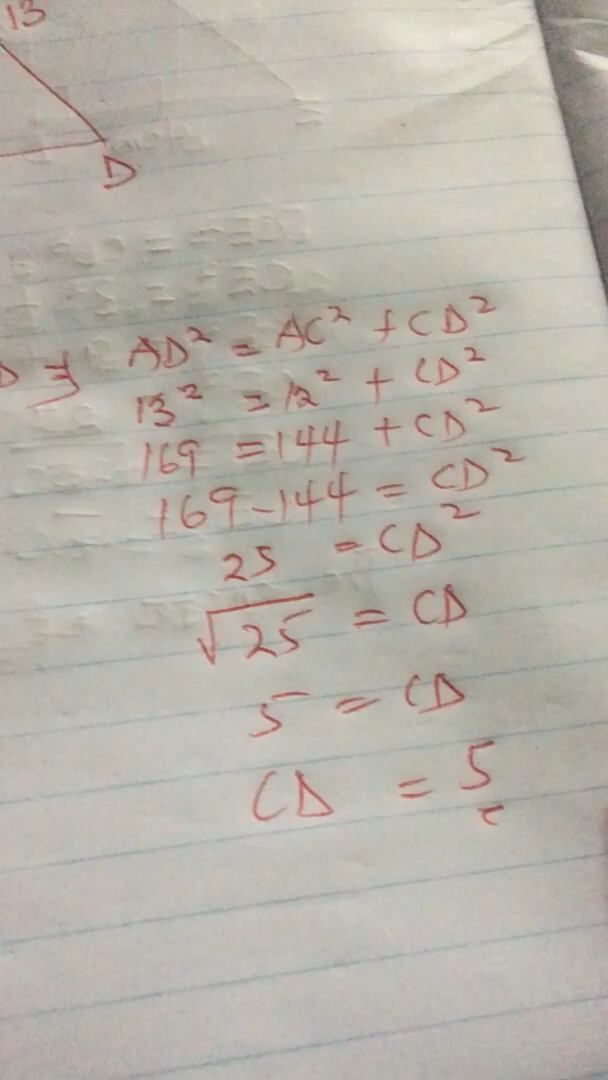 13
D
D ⇒ AD² = AC² + CD²
13² = 12² + CD²
169 = 144 + CD²
169 - 144 = CD²
25 = CD²
√25 = CD
5 = CD
CD = 5